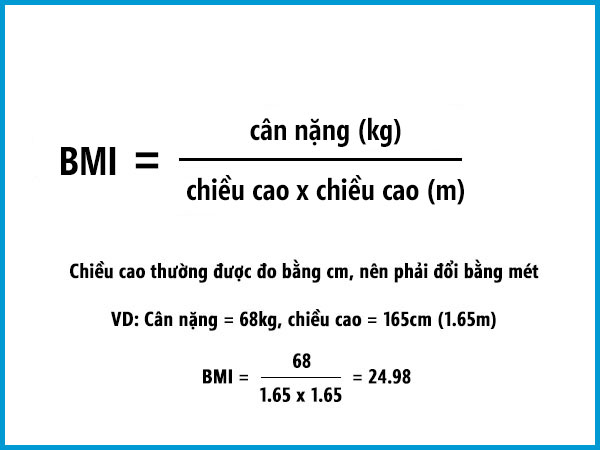 cân nặng (kg)
BMI =
chiều cao x chiều cao (m)
Chiều cao thường được đo bằng cm, nên phải đổi bằng mét
VD: Cân nặng = 68kg, chiều cao = 165cm (1.65m)
68
BMI = = 24.98
1.65 x 1.65